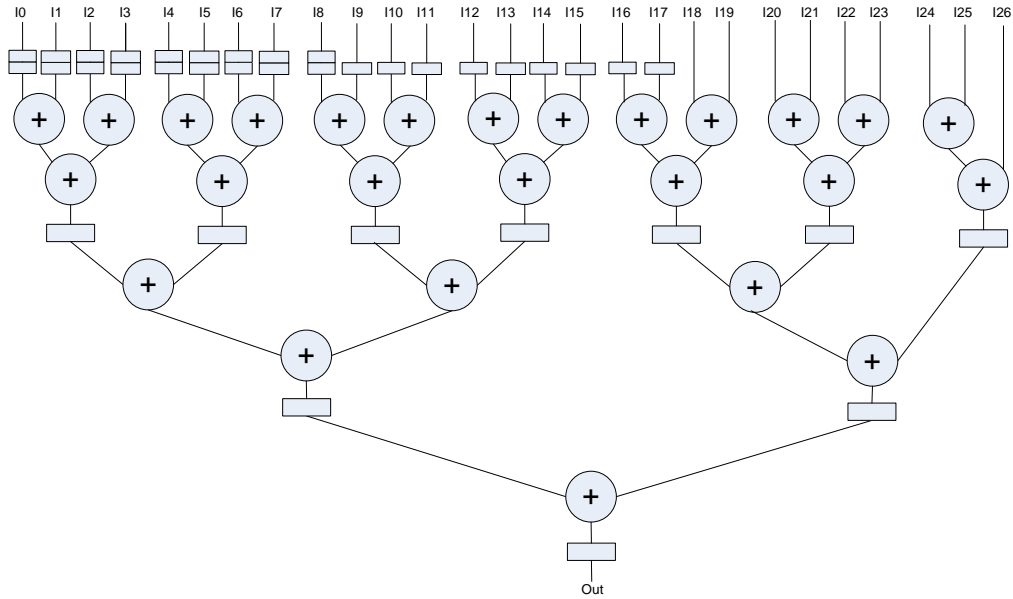 I0 I1 I2 I3 I4 I5 I6 I7 I8 I9 I10 I11 I12 I13 I14 I15 I16 I17 I18 I19 I20 I21 I22 I23 I24 I25 I26
+ + + + + + + + + + + + +
+ + + + + + +
+ + +
+ +
+
Out